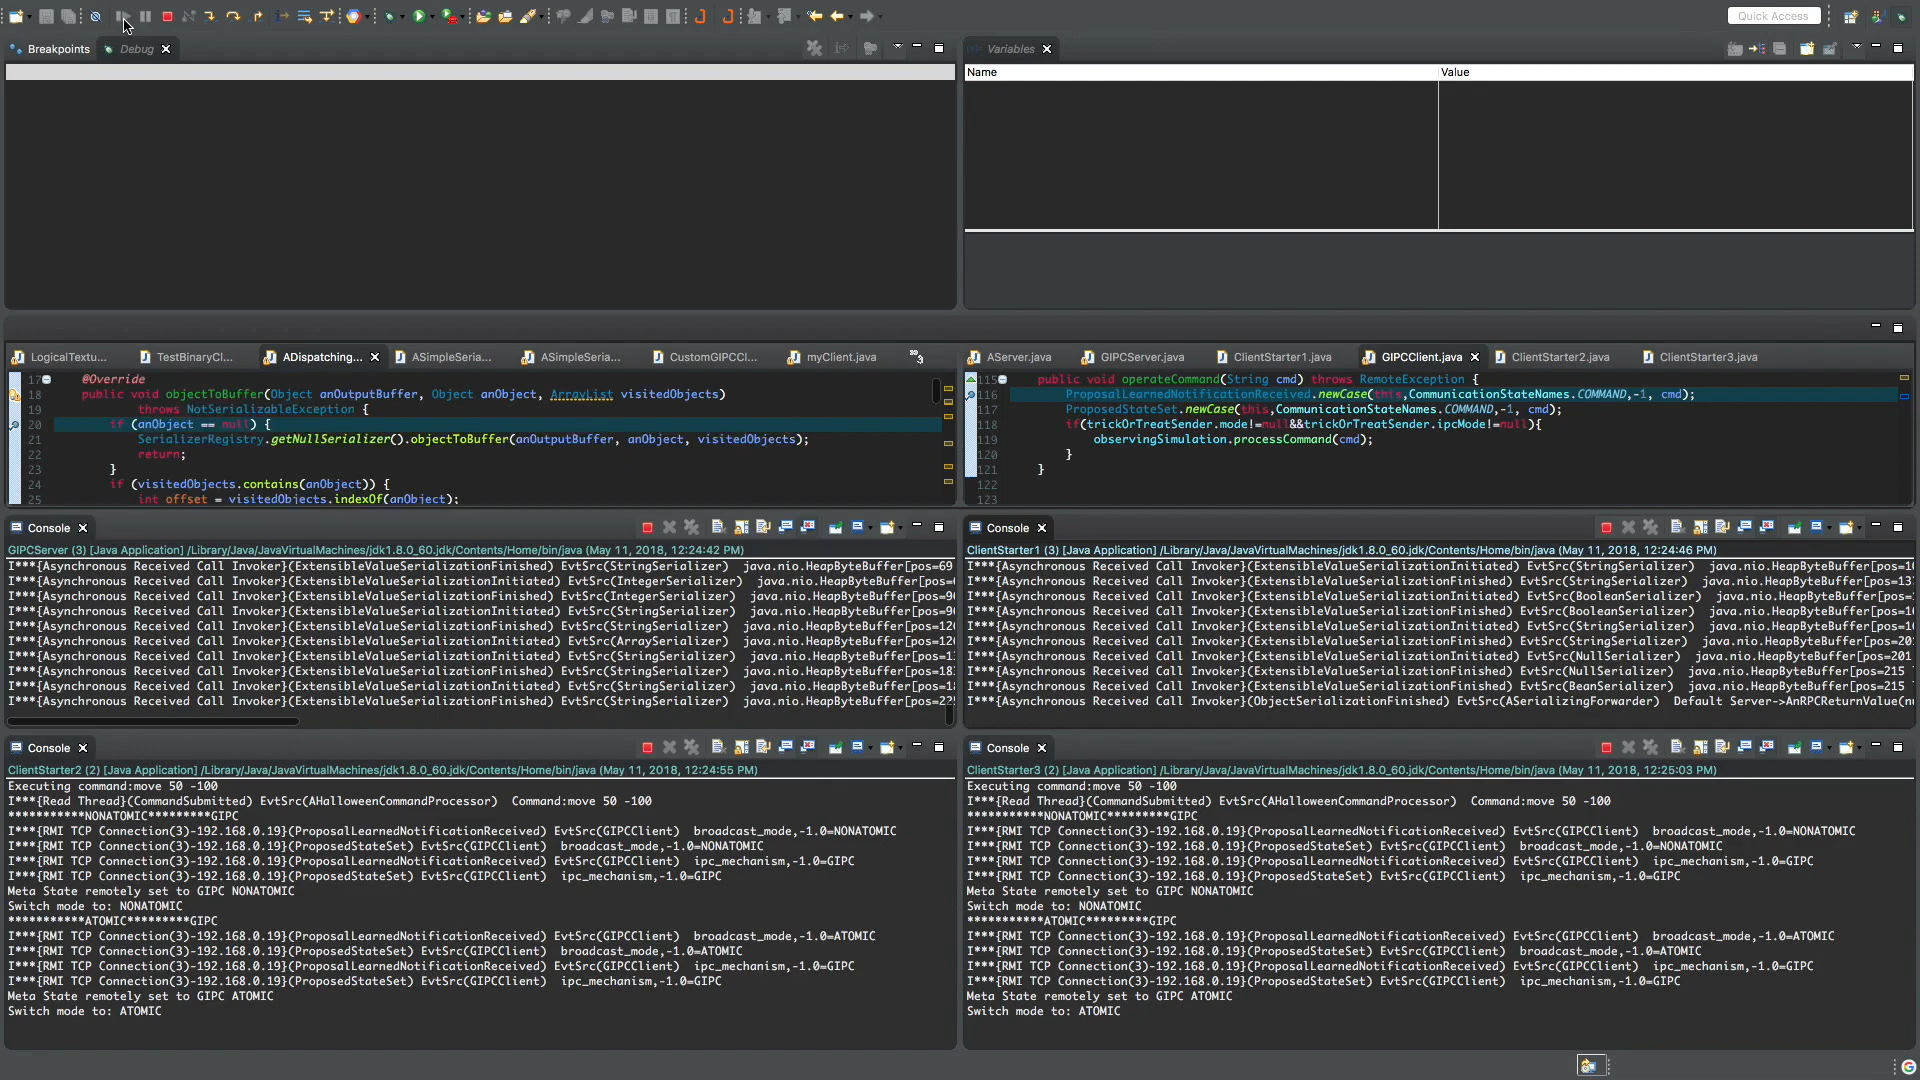 Quick Access
Breakpoints
Debug
Variables
Name
Value
LogicalTextu...
TestBinaryCl...
ADispatching...
ASimpleSeria...
ASimpleSeria...
CustomGIPCCl...
myClient.java
17 @Override
18 public void objectToBuffer(Object anOutputBuffer, Object anObject, ArrayList visitedObjects)
19 throws NotSerializableException {
20 if (anObject == null) {
21 SerializerRegistry.getNullSerializer().objectToBuffer(anOutputBuffer, anObject, visitedObjects);
22 return;
23 }
24 if (visitedObjects.contains(anObject)) {
25 int offset = visitedObjects.indexOf(anObject);
AServer.java
GIPCServer.java
ClientStarter1.java
GIPCClient.java
ClientStarter2.java
ClientStarter3.java
115 public void operateCommand(String cmd) throws RemoteException {
116 ProposalLearnedNotificationReceived.newCase(this,CommunicationStateNames.COMMAND,-1, cmd);
117 ProposedStateSet.newCase(this,CommunicationStateNames.COMMAND,-1, cmd);
118 if(trickOrTreatSender.mode!=null&&trickOrTreatSender.ipcMode!=null){
119 observingSimulation.processCommand(cmd);
120 }
121 }
122
123
Console
GIPCServer (3) [Java Application] /Library/Java/JavaVirtualMachines/jdk1.8.0_60.jdk/Contents/Home/bin/java (May 11, 2018, 12:24:42 PM)
I***{Asynchronous Received Call Invoker}(ExtensibleValueSerializationFinished) EvtSrc(StringSerializer) java.nio.HeapByteBuffer[pos=69
I***{Asynchronous Received Call Invoker}(ExtensibleValueSerializationInitiated) EvtSrc(IntegerSerializer) java.nio.HeapByteBuffer[pos=
I***{Asynchronous Received Call Invoker}(ExtensibleValueSerializationFinished) EvtSrc(IntegerSerializer) java.nio.HeapByteBuffer[pos=9
I***{Asynchronous Received Call Invoker}(ExtensibleValueSerializationInitiated) EvtSrc(StringSerializer) java.nio.HeapByteBuffer[pos=9
I***{Asynchronous Received Call Invoker}(ExtensibleValueSerializationFinished) EvtSrc(StringSerializer) java.nio.HeapByteBuffer[pos=12
I***{Asynchronous Received Call Invoker}(ExtensibleValueSerializationInitiated) EvtSrc(ArraySerializer) java.nio.HeapByteBuffer[pos=12
I***{Asynchronous Received Call Invoker}(ExtensibleValueSerializationInitiated) EvtSrc(StringSerializer) java.nio.HeapByteBuffer[pos=1
I***{Asynchronous Received Call Invoker}(ExtensibleValueSerializationFinished) EvtSrc(StringSerializer) java.nio.HeapByteBuffer[pos=18
I***{Asynchronous Received Call Invoker}(ExtensibleValueSerializationInitiated) EvtSrc(StringSerializer) java.nio.HeapByteBuffer[pos=1
I***{Asynchronous Received Call Invoker}(ExtensibleValueSerializationFinished) EvtSrc(StringSerializer) java.nio.HeapByteBuffer[pos=22
Console
ClientStarter1 (3) [Java Application] /Library/Java/JavaVirtualMachines/jdk1.8.0_60.jdk/Contents/Home/bin/java (May 11, 2018, 12:24:46 PM)
I***{Asynchronous Received Call Invoker}(ExtensibleValueSerializationInitiated) EvtSrc(StringSerializer) java.nio.HeapByteBuffer[pos=1
I***{Asynchronous Received Call Invoker}(ExtensibleValueSerializationFinished) EvtSrc(StringSerializer) java.nio.HeapByteBuffer[pos=13
I***{Asynchronous Received Call Invoker}(ExtensibleValueSerializationInitiated) EvtSrc(BooleanSerializer) java.nio.HeapByteBuffer[pos=
I***{Asynchronous Received Call Invoker}(ExtensibleValueSerializationFinished) EvtSrc(BooleanSerializer) java.nio.HeapByteBuffer[pos=1
I***{Asynchronous Received Call Invoker}(ExtensibleValueSerializationInitiated) EvtSrc(StringSerializer) java.nio.HeapByteBuffer[pos=1
I***{Asynchronous Received Call Invoker}(ExtensibleValueSerializationFinished) EvtSrc(StringSerializer) java.nio.HeapByteBuffer[pos=20
I***{Asynchronous Received Call Invoker}(ExtensibleValueSerializationInitiated) EvtSrc(NullSerializer) java.nio.HeapByteBuffer[pos=201
I***{Asynchronous Received Call Invoker}(ExtensibleValueSerializationFinished) EvtSrc(NullSerializer) java.nio.HeapByteBuffer[pos=215
I***{Asynchronous Received Call Invoker}(ExtensibleValueSerializationFinished) EvtSrc(BeanSerializer) java.nio.HeapByteBuffer[pos=215
I***{Asynchronous Received Call Invoker}(ObjectSerializationFinished) EvtSrc(ASerializingForwarder) Default Server->AnRPCReturnValue(n
Console
ClientStarter2 (2) [Java Application] /Library/Java/JavaVirtualMachines/jdk1.8.0_60.jdk/Contents/Home/bin/java (May 11, 2018, 12:24:55 PM)
Executing command:move 50 -100
I***{Read Thread}(CommandSubmitted) EvtSrc(AHalloweenCommandProcessor) Command:move 50 -100
***********NONATOMIC*********GIPC
I***{RMI TCP Connection(3)-192.168.0.19}(ProposalLearnedNotificationReceived) EvtSrc(GIPCClient) broadcast_mode,-1.0=NONATOMIC
I***{RMI TCP Connection(3)-192.168.0.19}(ProposedStateSet) EvtSrc(GIPCClient) broadcast_mode,-1.0=NONATOMIC
I***{RMI TCP Connection(3)-192.168.0.19}(ProposalLearnedNotificationReceived) EvtSrc(GIPCClient) ipc_mechanism,-1.0=GIPC
I***{RMI TCP Connection(3)-192.168.0.19}(ProposedStateSet) EvtSrc(GIPCClient) ipc_mechanism,-1.0=GIPC
Meta State remotely set to GIPC NONATOMIC
Switch mode to: NONATOMIC
***********ATOMIC*********GIPC
I***{RMI TCP Connection(3)-192.168.0.19}(ProposalLearnedNotificationReceived) EvtSrc(GIPCClient) broadcast_mode,-1.0=ATOMIC
I***{RMI TCP Connection(3)-192.168.0.19}(ProposedStateSet) EvtSrc(GIPCClient) broadcast_mode,-1.0=ATOMIC
I***{RMI TCP Connection(3)-192.168.0.19}(ProposalLearnedNotificationReceived) EvtSrc(GIPCClient) ipc_mechanism,-1.0=GIPC
I***{RMI TCP Connection(3)-192.168.0.19}(ProposedStateSet) EvtSrc(GIPCClient) ipc_mechanism,-1.0=GIPC
Meta State remotely set to GIPC ATOMIC
Switch mode to: ATOMIC
Console
ClientStarter3 (2) [Java Application] /Library/Java/JavaVirtualMachines/jdk1.8.0_60.jdk/Contents/Home/bin/java (May 11, 2018, 12:25:03 PM)
Executing command:move 50 -100
I***{Read Thread}(CommandSubmitted) EvtSrc(AHalloweenCommandProcessor) Command:move 50 -100
***********NONATOMIC*********GIPC
I***{RMI TCP Connection(3)-192.168.0.19}(ProposalLearnedNotificationReceived) EvtSrc(GIPCClient) broadcast_mode,-1.0=NONATOMIC
I***{RMI TCP Connection(3)-192.168.0.19}(ProposedStateSet) EvtSrc(GIPCClient) broadcast_mode,-1.0=NONATOMIC
I***{RMI TCP Connection(3)-192.168.0.19}(ProposalLearnedNotificationReceived) EvtSrc(GIPCClient) ipc_mechanism,-1.0=GIPC
I***{RMI TCP Connection(3)-192.168.0.19}(ProposedStateSet) EvtSrc(GIPCClient) ipc_mechanism,-1.0=GIPC
Meta State remotely set to GIPC NONATOMIC
Switch mode to: NONATOMIC
***********ATOMIC*********GIPC
I***{RMI TCP Connection(3)-192.168.0.19}(ProposalLearnedNotificationReceived) EvtSrc(GIPCClient) broadcast_mode,-1.0=ATOMIC
I***{RMI TCP Connection(3)-192.168.0.19}(ProposedStateSet) EvtSrc(GIPCClient) broadcast_mode,-1.0=ATOMIC
I***{RMI TCP Connection(3)-192.168.0.19}(ProposalLearnedNotificationReceived) EvtSrc(GIPCClient) ipc_mechanism,-1.0=GIPC
I***{RMI TCP Connection(3)-192.168.0.19}(ProposedStateSet) EvtSrc(GIPCClient) ipc_mechanism,-1.0=GIPC
Meta State remotely set to GIPC ATOMIC
Switch mode to: ATOMIC